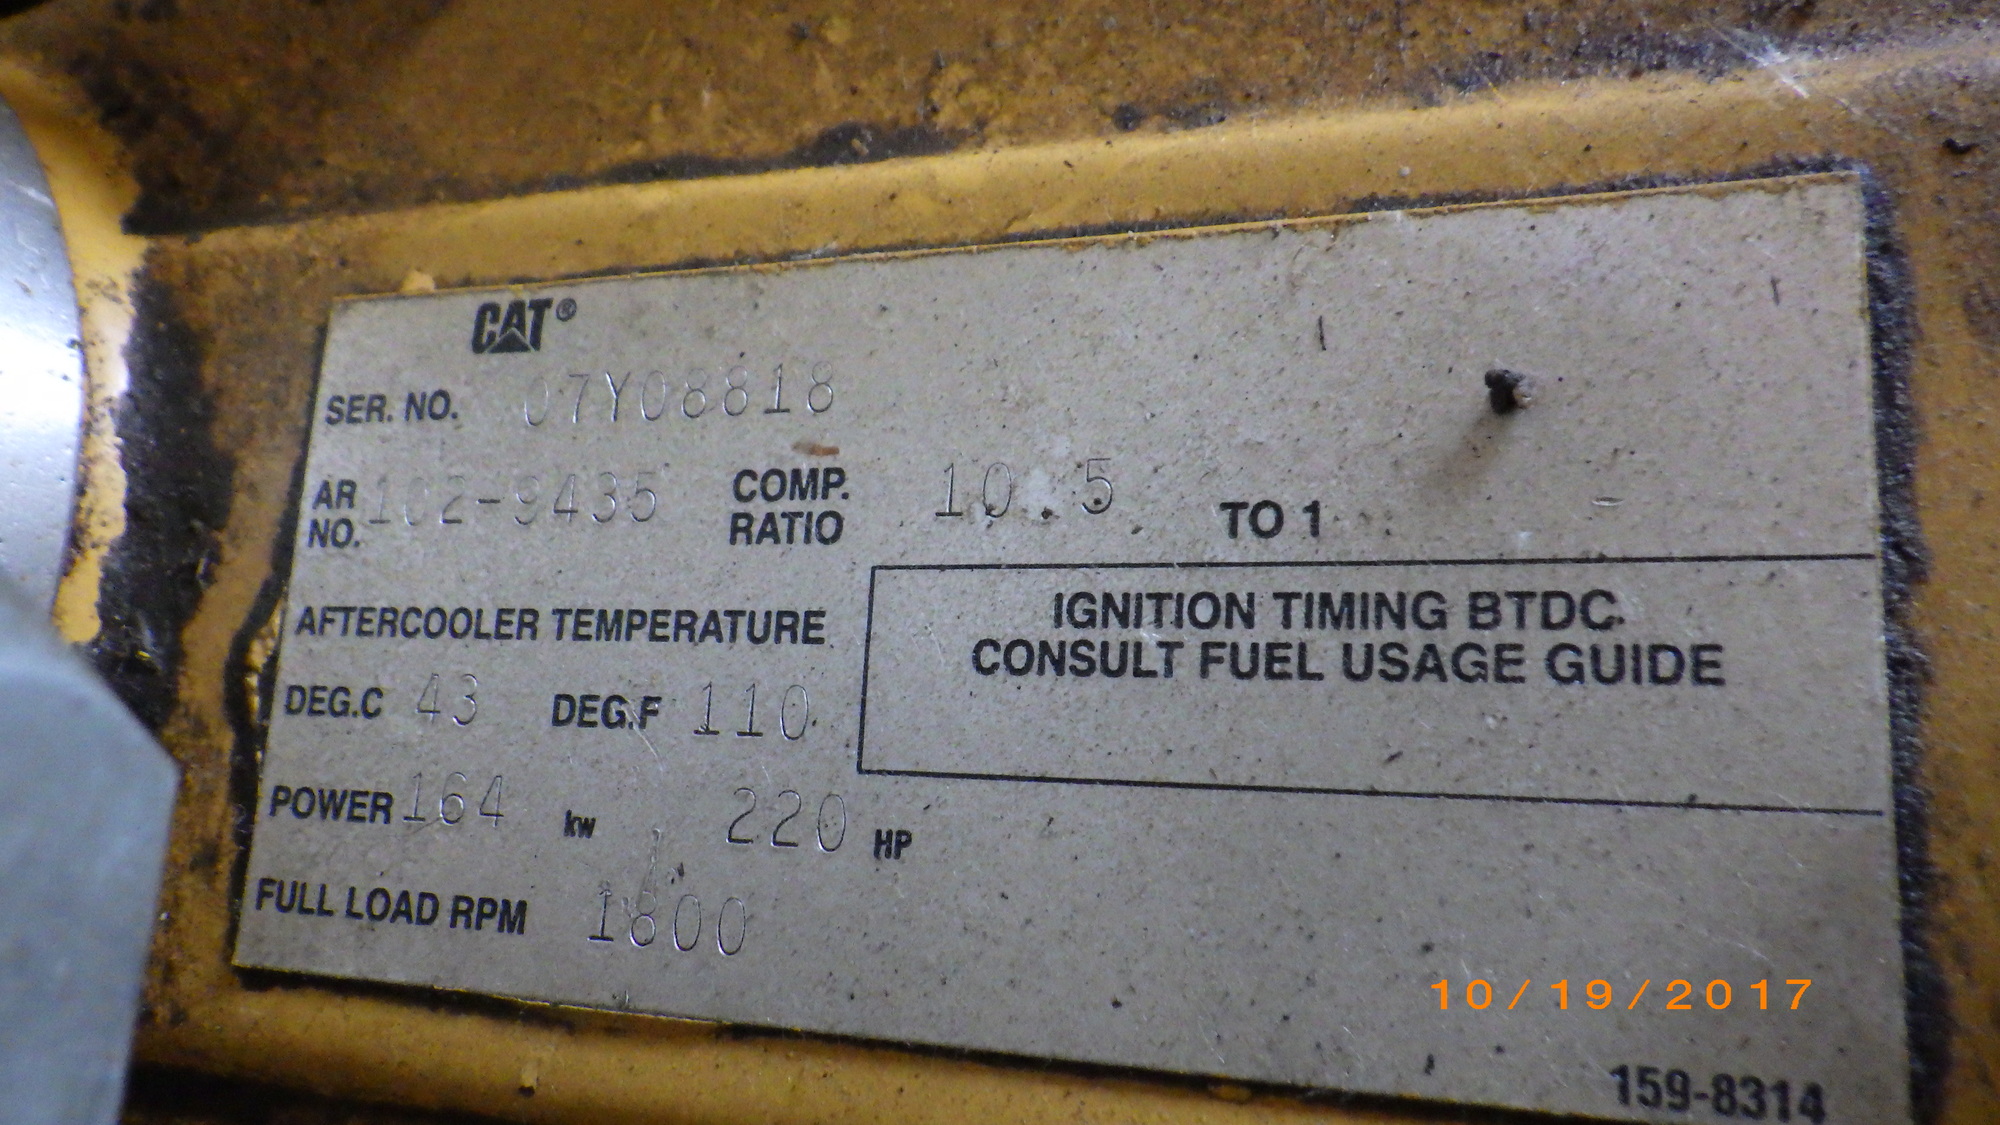 CAT®
SER. NO. 07Y08818
AR NO. 102-9435 COMP. RATIO 10.5 TO 1
AFTERCOOLER TEMPERATURE
DEG.C 43 DEG.F 110
IGNITION TIMING BTDC
CONSULT FUEL USAGE GUIDE
POWER 164 kw 220 HP
FULL LOAD RPM 1800
10/19/2017
159-8314